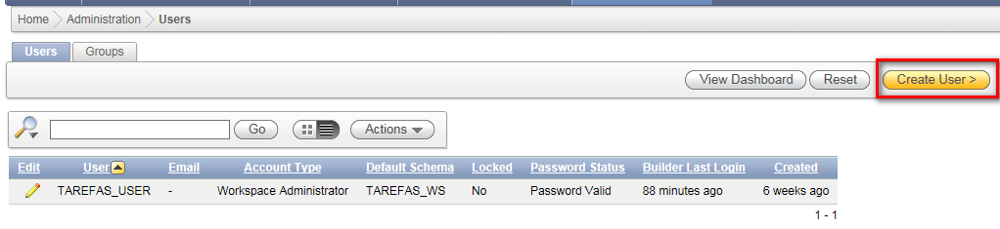 Home Administration Users
Users Groups
View Dashboard Reset Create User >
Go Actions
Edit User Email Account Type Default Schema Locked Password Status Builder Last Login Created
TAREFAS_USER - Workspace Administrator TAREFAS_WS No Password Valid 88 minutes ago 6 weeks ago
1 - 1